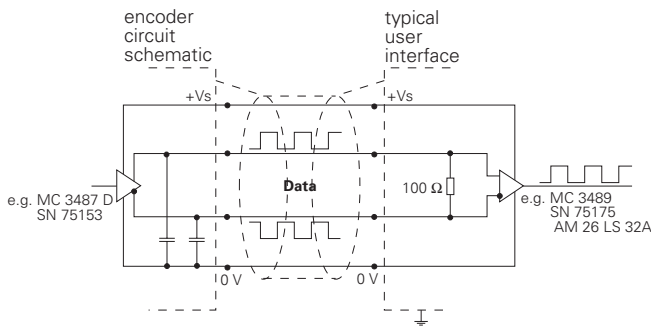 encoder
circuit
schematic
typical
user
interface
+Vs
+Vs
Data
100 Ω
e.g. MC 3487 D
SN 75153
e.g. MC 3489
SN 75175
AM 26 LS 32A
0 V
0 V